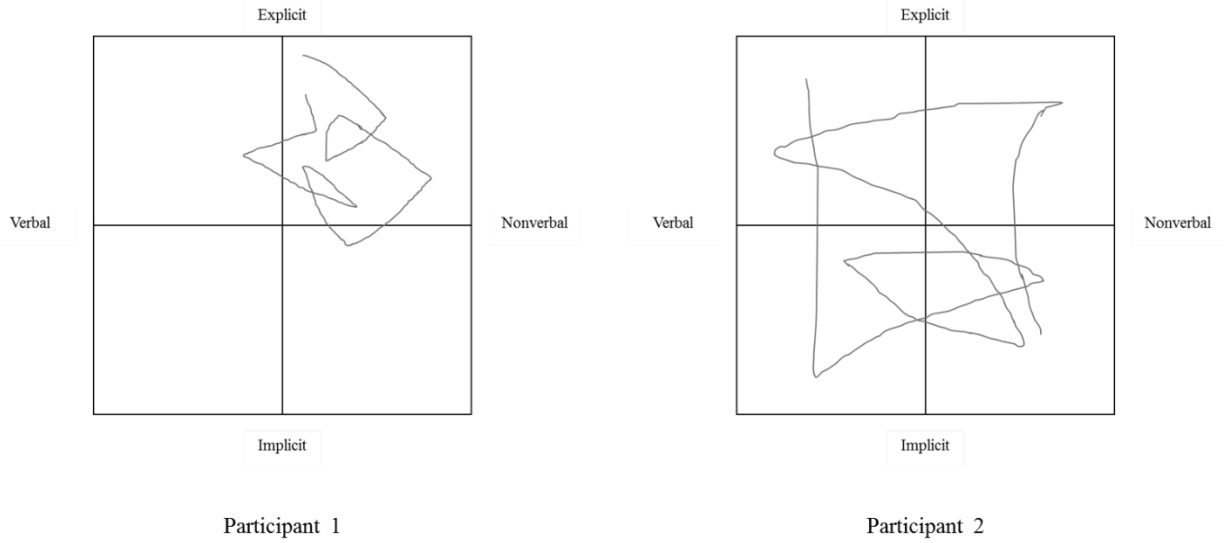 Explicit
Explicit
Verbal
Nonverbal
Verbal
Nonverbal
Implicit
Implicit
Participant 1
Participant 2